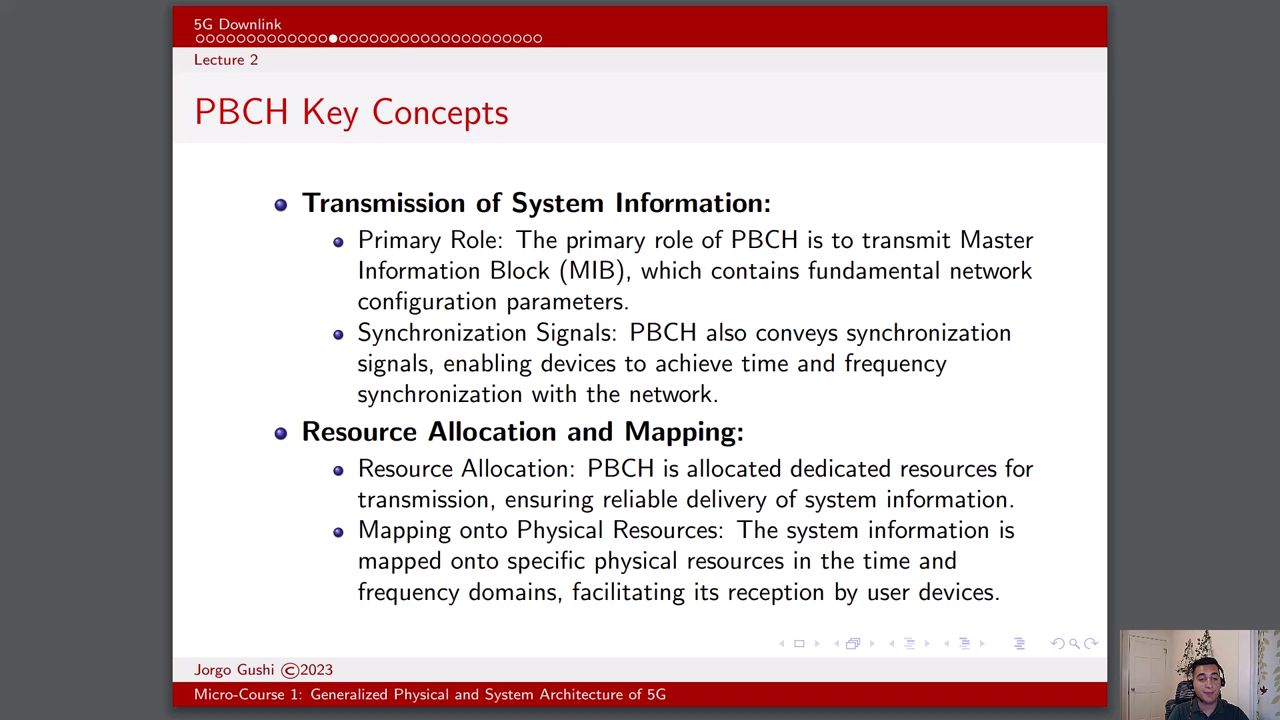 5G Downlink
Lecture 2
PBCH Key Concepts
Transmission of System Information:
Primary Role: The primary role of PBCH is to transmit Master
Information Block (MIB), which contains fundamental network
configuration parameters.
Synchronization Signals: PBCH also conveys synchronization
signals, enabling devices to achieve time and frequency
synchronization with the network.
Resource Allocation and Mapping:
Resource Allocation: PBCH is allocated dedicated resources for
transmission, ensuring reliable delivery of system information.
Mapping onto Physical Resources: The system information is
mapped onto specific physical resources in the time and
frequency domains, facilitating its reception by user devices.
Jorgo Gushi ©2023
Micro-Course 1: Generalized Physical and System Architecture of 5G